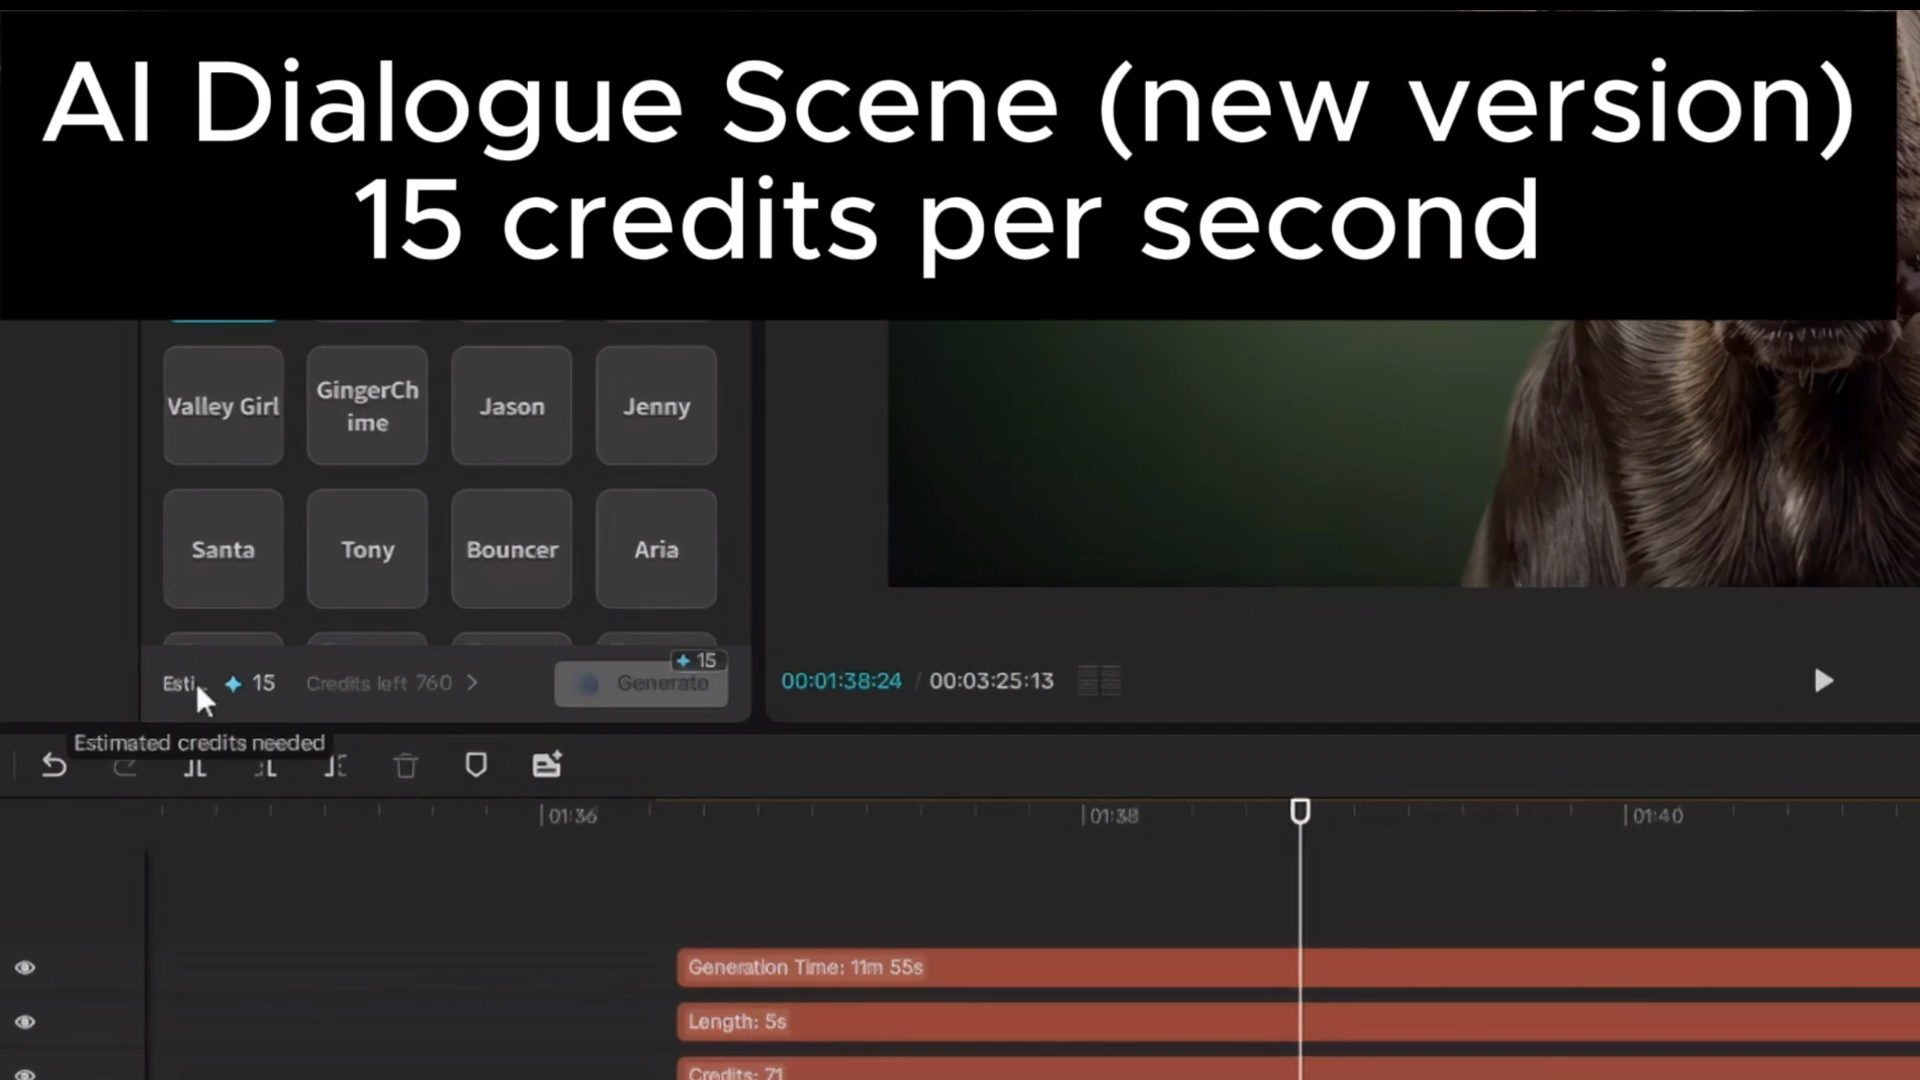 AI Dialogue Scene (new version)
15 credits per second
Valley Girl
GingerCh
ime
Jason
Jenny
Santa
Tony
Bouncer
Aria
15
Esti... 15 Credits left 760 >
Generate
00:01:38:24 / 00:03:25:13
Estimated credits needed
01:36
01:38
01:40
Generation Time: 11m 55s
Length: 5s
Credits: 71